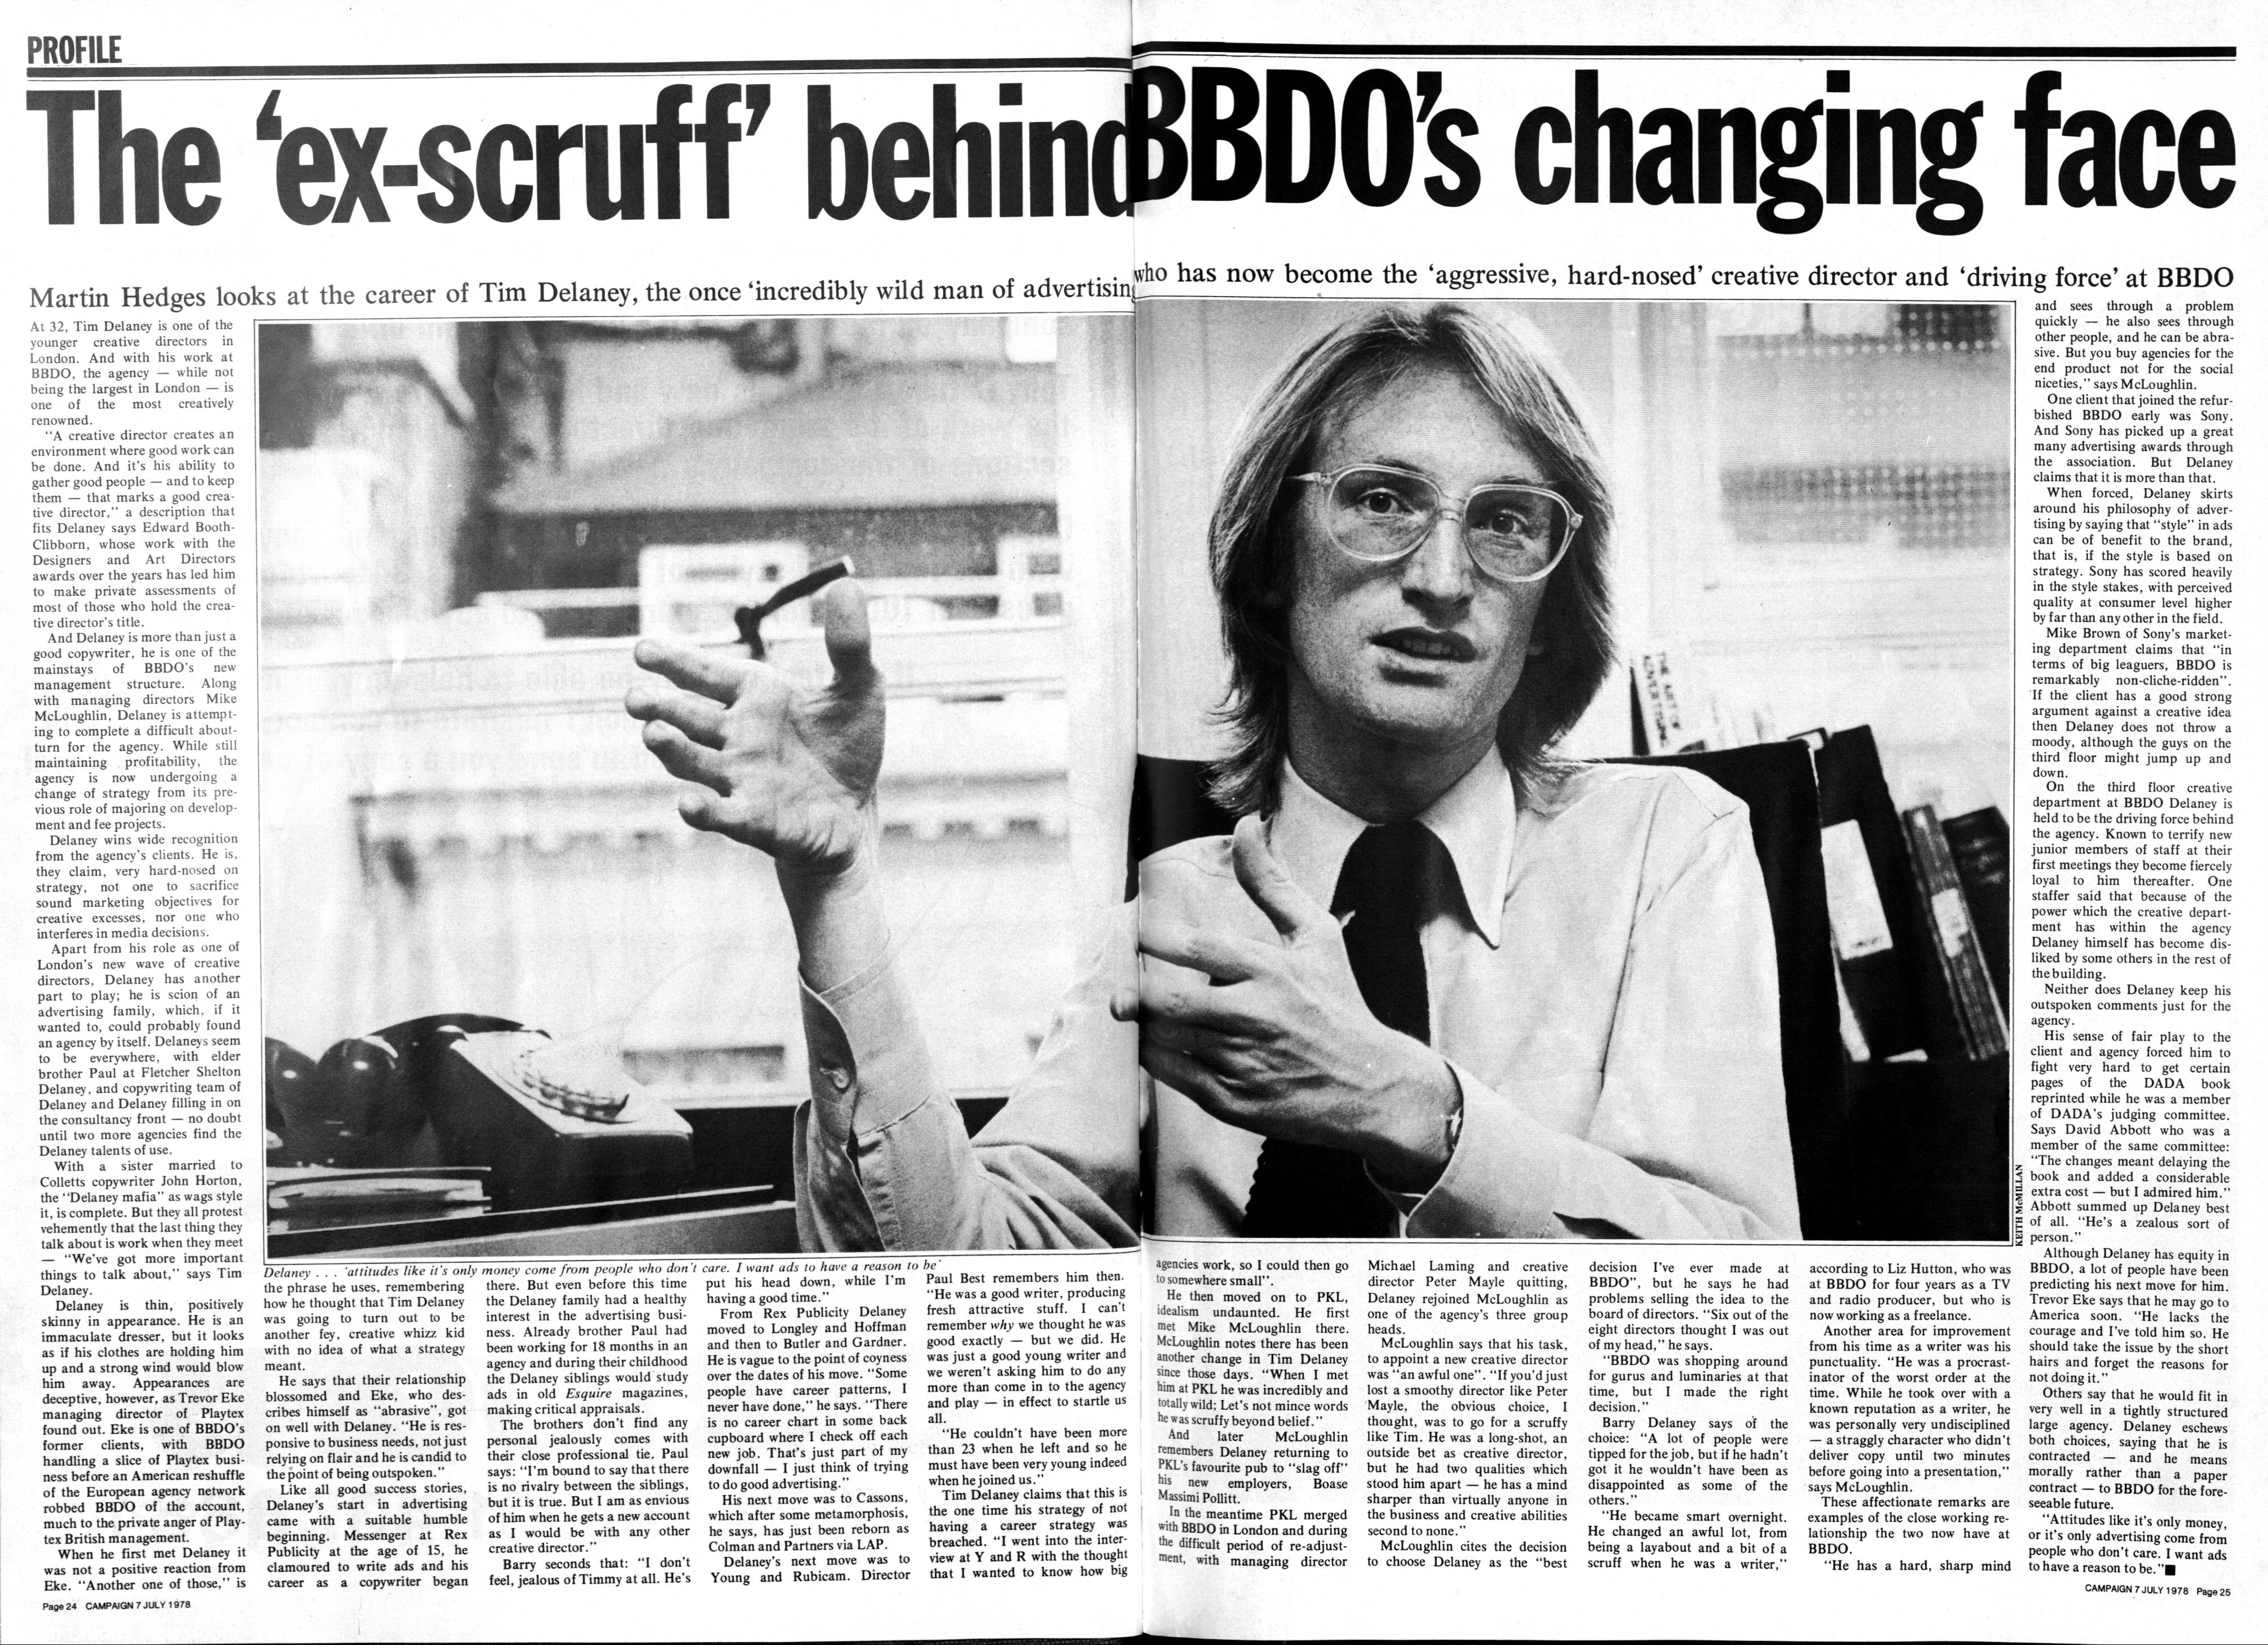 PROFILE
The ‘ex-scruff’ behind BBDO’s changing face
Martin Hedges looks at the career of Tim Delaney, the once ‘incredibly wild man of advertising who has now become the ‘aggressive, hard-nosed’ creative director and ‘driving force’ at BBDO
At 32, Tim Delaney is one of the
younger creative directors in
London. And with his work at
BBDO, the agency — while not
being the largest in London — is
one of the most creatively
renowned.
“A creative director creates an
environment where good work can
be done. And it’s his ability to
gather good people — and to keep
them — that marks a good crea-
tive director,” a description that
fits Delaney says Edward Booth-
Clibborn, whose work with the
Designers and Art Directors
awards over the years has led him
to make private assessments of
most of those who hold the crea-
tive director’s title.
And Delaney is more than just a
good copywriter, he is one of the
mainstays of BBDO’s new
management structure. Along
with managing directors Mike
McLoughlin, Delaney is attempt-
ing to complete a difficult about-
turn for the agency. While still
maintaining profitability, the
agency is now undergoing a
change of strategy from its pre-
vious role of majoring on develop-
ment and fee projects.
Delaney wins wide recognition
from the agency’s clients. He is,
they claim, very hard-nosed on
strategy, not one to sacrifice
sound marketing objectives for
creative excesses, nor one who
interferes in media decisions.
Apart from his role as one of
London’s new wave of creative
directors, Delaney has another
part to play; he is scion of an
advertising family, which, if it
wanted to, could probably found
an agency by itself. Delaneys seem
to be everywhere, with elder
brother Paul at Fletcher Shelton
Delaney, and copywriting team of
Delaney and Delaney filling in on
the consultancy front — no doubt
until two more agencies find the
Delaney talents of use.
With a sister married to
Colletts copywriter John Horton,
the “Delaney mafia” as wags style
it, is complete. But they all protest
vehemently that the last thing they
talk about is work when they meet
— “We’ve got more important
things to talk about,” says Tim
Delaney.
Delaney is thin, positively
skinny in appearance. He is an
immaculate dresser, but it looks
as if his clothes are holding him
up and a strong wind would blow
him away. Appearances are
deceptive, however, as Trevor Eke
managing director of Playtex
found out. Eke is one of BBDO’s
former clients, with BBDO
handling a slice of Playtex busi-
ness before an American reshuffle
of the European agency network
robbed BBDO of the account,
much to the private anger of Play-
tex British management.
When he first met Delaney it
was not a positive reaction from
Eke. “Another one of those,” is
Delaney . . . ‘attitudes like it’s only money come from people who don’t care. I want ads to have a reason to be’
the phrase he uses, remembering
how he thought that Tim Delaney
was going to turn out to be
another fey, creative whizz kid
with no idea of what a strategy
meant.
He says that their relationship
blossomed and Eke, who des-
cribes himself as “abrasive”, got
on well with Delaney. “He is res-
ponsive to business needs, not just
relying on flair and he is candid to
the point of being outspoken.”
Like all good success stories,
Delaney’s start in advertising
came with a suitable humble
beginning. Messenger at Rex
Publicity at the age of 15, he
clamoured to write ads and his
career as a copywriter began
there. But even before this time
the Delaney family had a healthy
interest in the advertising busi-
ness. Already brother Paul had
been working for 18 months in an
agency and during their childhood
the Delaney siblings would study
ads in old Esquire magazines,
making critical appraisals.
The brothers don’t find any
personal jealously comes with
their close professional tie. Paul
says: “I’m bound to say that there
is no rivalry between the siblings,
but it is true. But I am as envious
of him when he gets a new account
as I would be with any other
creative director.”
Barry seconds that: “I don’t
feel, jealous of Timmy at all. He’s
put his head down, while I’m
having a good time.”
From Rex Publicity Delaney
moved to Longley and Hoffman
and then to Butler and Gardner.
He is vague to the point of coyness
over the dates of his move. “Some
people have career patterns, I
never have done,” he says. “There
is no career chart in some back
cupboard where I check off each
new job. That’s just part of my
downfall — I just think of trying
to do good advertising.”
His next move was to Cassons,
which after some metamorphosis,
he says, has just been reborn as
Colman and Partners via LAP.
Delaney’s next move was to
Young and Rubicam. Director
Paul Best remembers him then.
“He was a good writer, producing
fresh attractive stuff. I can’t
remember why we thought he was
good exactly — but we did. He
was just a good young writer and
we weren’t asking him to do any
more than come in to the agency
and play — in effect to startle us
all.
“He couldn’t have been more
than 23 when he left and so he
must have been very young indeed
when he joined us.”
Tim Delaney claims that this is
the one time his strategy of not
having a career strategy was
breached. “I went into the inter-
view at Y and R with the thought
that I wanted to know how big
agencies work, so I could then go
to somewhere small”.
He then moved on to PKL,
idealism undaunted. He first
met Mike McLoughlin there.
McLoughlin notes there has been
another change in Tim Delaney
since those days. “When I met
him at PKL he was incredibly and
totally wild; Let’s not mince words
he was scruffy beyond belief.”
And later McLoughlin
remembers Delaney returning to
PKL’s favourite pub to “slag off”
his new employers, Boase
Massimi Pollitt.
In the meantime PKL merged
with BBDO in London and during
the difficult period of re-adjust-
ment, with managing director
Michael Laming and creative
director Peter Mayle quitting,
Delaney rejoined McLoughlin as
one of the agency’s three group
heads.
McLoughlin says that his task,
to appoint a new creative director
was “an awful one”. “If you’d just
lost a smoothy director like Peter
Mayle, the obvious choice, I
thought, was to go for a scruffy
like Tim. He was a long-shot, an
outside bet as creative director,
but he had two qualities which
stood him apart — he has a mind
sharper than virtually anyone in
the business and creative abilities
second to none.”
McLoughlin cites the decision
to choose Delaney as the “best
decision I’ve ever made at
BBDO”, but he says he had
problems selling the idea to the
board of directors. “Six out of the
eight directors thought I was out
of my head,” he says.
“BBDO was shopping around
for gurus and luminaries at that
time, but I made the right
decision.”
Barry Delaney says of the
choice: “A lot of people were
tipped for the job, but if he hadn’t
got it he wouldn’t have been as
disappointed as some of the
others.”
“He became smart overnight.
He changed an awful lot, from
being a layabout and a bit of a
scruff when he was a writer,”
according to Liz Hutton, who was
at BBDO for four years as a TV
and radio producer, but who is
now working as a freelance.
Another area for improvement
from his time as a writer was his
punctuality. “He was a procrast-
inator of the worst order at the
time. While he took over with a
known reputation as a writer, he
was personally very undisciplined
— a straggly character who didn’t
deliver copy until two minutes
before going into a presentation,”
says McLoughlin.
These affectionate remarks are
examples of the close working re-
lationship the two now have at
BBDO.
“He has a hard, sharp mind
and sees through a problem
quickly — he also sees through
other people, and he can be abra-
sive. But you buy agencies for the
end product not for the social
niceties,” says McLoughlin.
One client that joined the refur-
bished BBDO early was Sony.
And Sony has picked up a great
many advertising awards through
the association. But Delaney
claims that it is more than that.
When forced, Delaney skirts
around his philosophy of adver-
tising by saying that “style” in ads
can be of benefit to the brand,
that is, if the style is based on
strategy. Sony has scored heavily
in the style stakes, with perceived
quality at consumer level higher
by far than any other in the field.
Mike Brown of Sony’s market-
ing department claims that “in
terms of big leaguers, BBDO is
remarkably non-cliche-ridden”.
If the client has a good strong
argument against a creative idea
then Delaney does not throw a
moody, although the guys on the
third floor might jump up and
down.
On the third floor creative
department at BBDO Delaney is
held to be the driving force behind
the agency. Known to terrify new
junior members of staff at their
first meetings they become fiercely
loyal to him thereafter. One
staffer said that because of the
power which the creative depart-
ment has within the agency
Delaney himself has become dis-
liked by some others in the rest of
the building.
Neither does Delaney keep his
outspoken comments just for the
agency.
His sense of fair play to the
client and agency forced him to
fight very hard to get certain
pages of the DADA book
reprinted while he was a member
of DADA’s judging committee.
Says David Abbott who was a
member of the same committee:
“The changes meant delaying the
book and added a considerable
extra cost — but I admired him.”
Abbott summed up Delaney best
of all. “He’s a zealous sort of
person.”
Although Delaney has equity in
BBDO, a lot of people have been
predicting his next move for him.
Trevor Eke says that he may go to
America soon. “He lacks the
courage and I’ve told him so. He
should take the issue by the short
hairs and forget the reasons for
not doing it.”
Others say that he would fit in
very well in a tightly structured
large agency. Delaney eschews
both choices, saying that he is
contracted — and he means
morally rather than a paper
contract — to BBDO for the fore-
seeable future.
“Attitudes like it’s only money,
or it’s only advertising come from
people who don’t care. I want ads
to have a reason to be.”■
KEITH McMILLAN
Page 24 CAMPAIGN 7 JULY 1978
CAMPAIGN 7 JULY 1978 Page 25